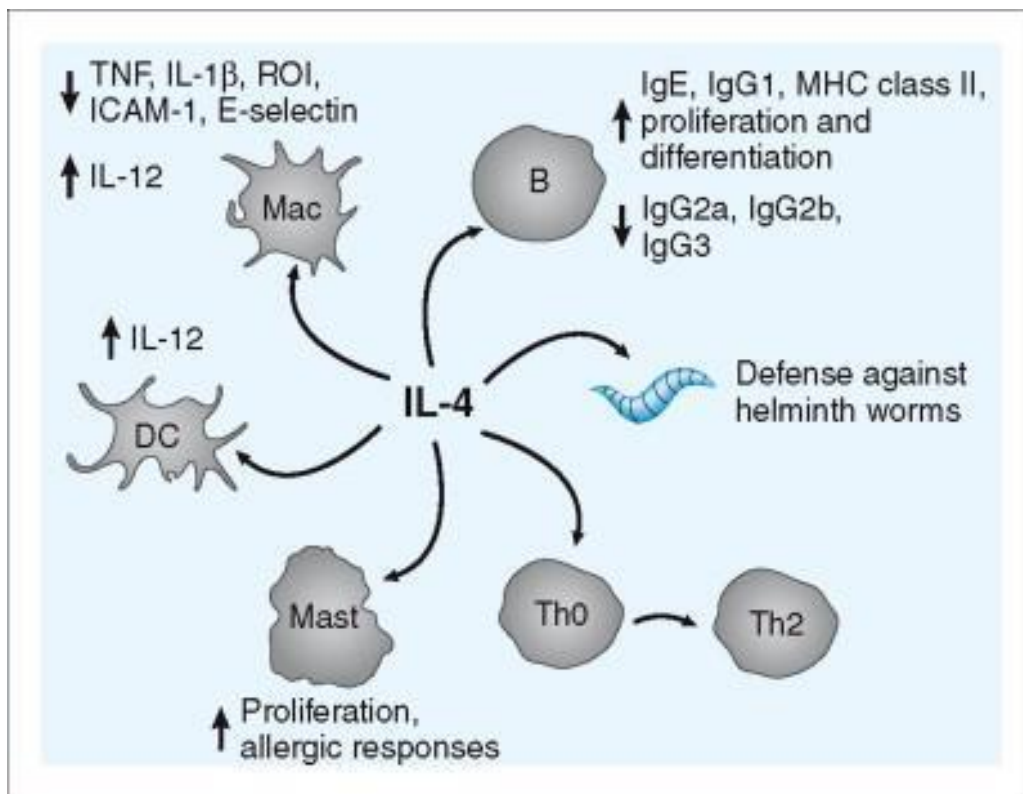 ↓ TNF, IL-1β, ROI,
ICAM-1, E-selectin
↑ IL-12
Mac
B
↑ IgE, IgG1, MHC class II,
proliferation and
differentiation
↓ IgG2a, IgG2b,
IgG3
↑ IL-12
DC
IL-4
Defense against
helminth worms
Mast
Th0
Th2
↑ Proliferation,
allergic responses